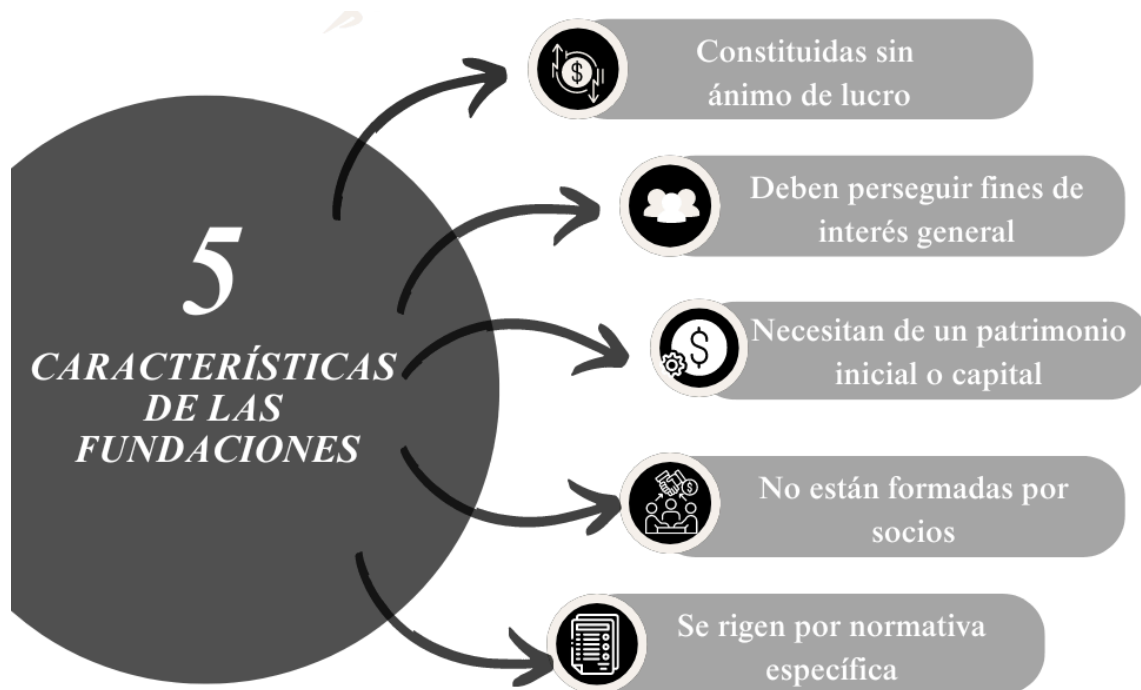 5
CARACTERÍSTICAS
DE LAS
FUNDACIONES
Constituidas sin
ánimo de lucro
Deben perseguir fines de
interés general
Necesitan de un patrimonio
inicial o capital
No están formadas por
socios
Se rigen por normativa
específica